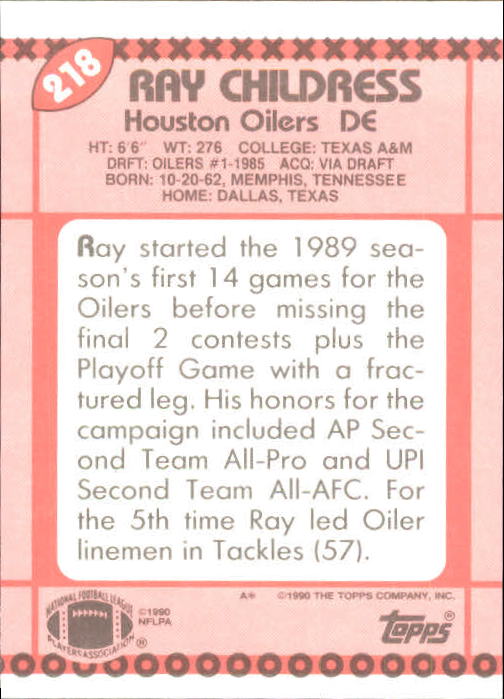 218
RAY CHILDRESS
Houston Oilers DE
HT: 6'6" WT: 276 COLLEGE: TEXAS A&M
DRFT: OILERS #1-1985 ACQ: VIA DRAFT
BORN: 10-20-62, MEMPHIS, TENNESSEE
HOME: DALLAS, TEXAS
Ray started the 1989 sea-
son's first 14 games for the
Oilers before missing the
final 2 contests plus the
Playoff Game with a frac-
tured leg. His honors for the
campaign included AP Sec-
ond Team All-Pro and UPI
Second Team All-AFC. For
the 5th time Ray led Oiler
linemen in Tackles (57).
A* ©1990 THE TOPPS COMPANY, INC.
NATIONAL FOOTBALL LEAGUE
PLAYERS ASSOCIATION
®
©1990
NFLPA
topps®